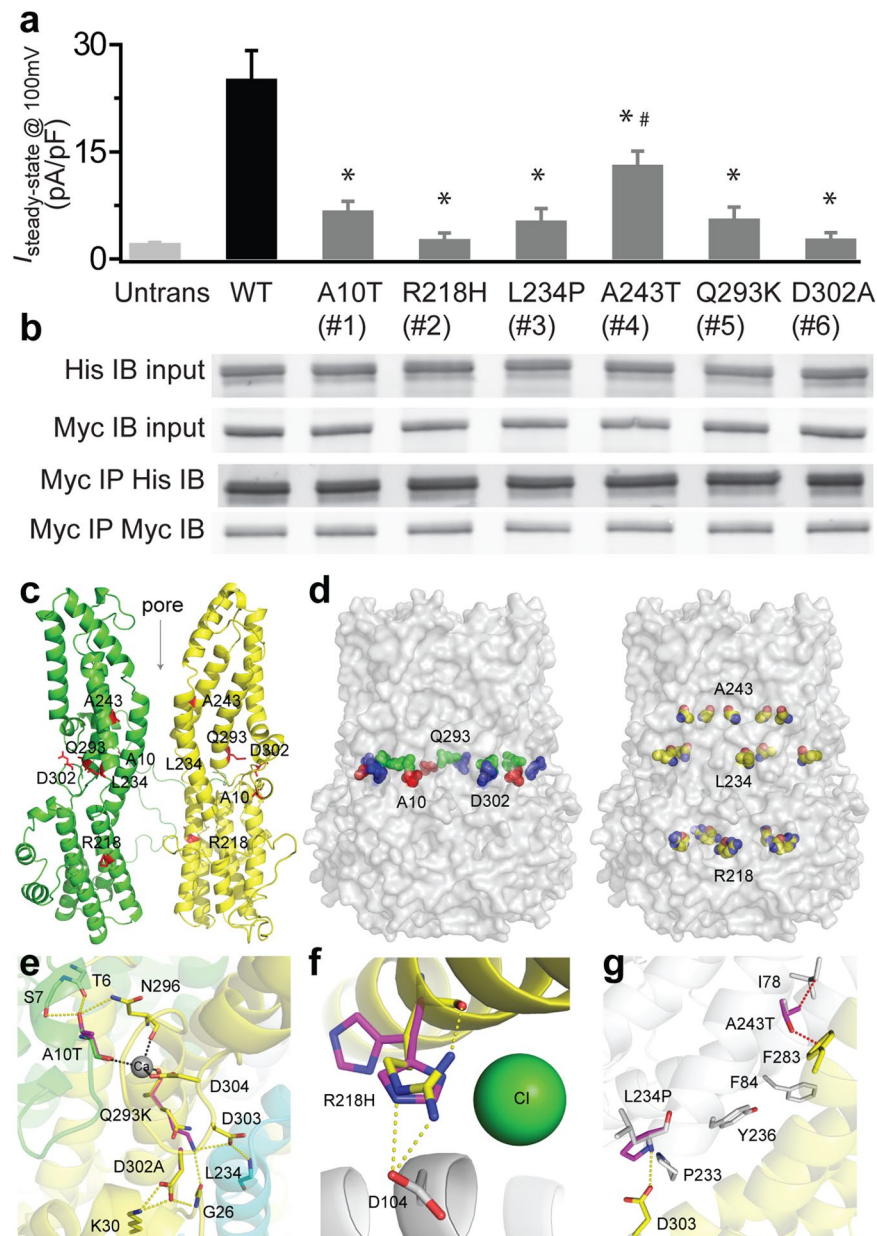 a
I steady-state @ 100mV
(pA/pF)
30
15
0
*
*
*
* #
*
*
Untrans WT A10T R218H L234P A243T Q293K D302A
(#1) (#2) (#3) (#4) (#5) (#6)
b
His IB input
Myc IB input
Myc IP His IB
Myc IP Myc IB
c
pore
A243
A243
Q293
Q293
D302
D302
A10
L234
L234
A10
R218
R218
d
Q293
A10
D302
A243
L234
R218
e
T6
S7
N296
A10T
Ca
D304
Q293K
D303
D302A
L234
G26
K30
f
R218H
Cl
D104
g
I78
A243T
F283
F84
L234P
Y236
P233
D303